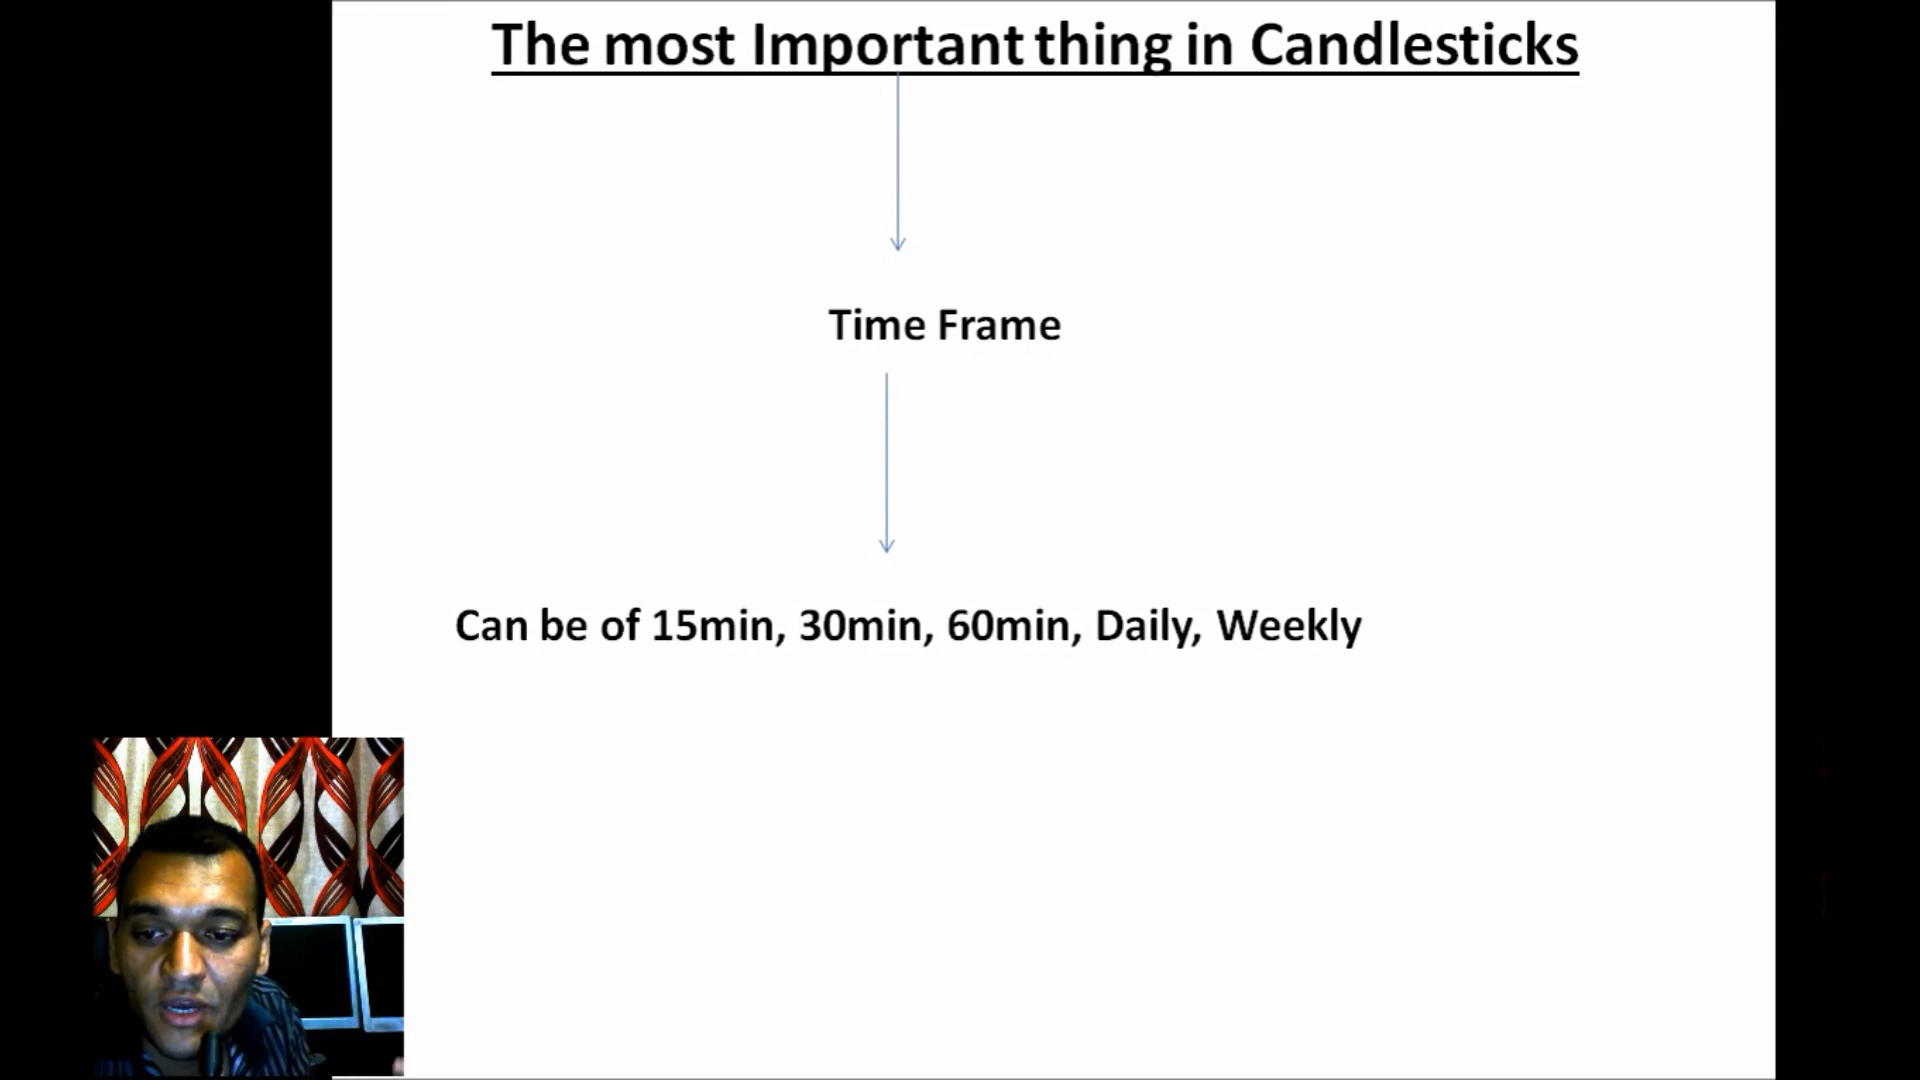 The most Important thing in Candlesticks
Time Frame
Can be of 15min, 30min, 60min, Daily, Weekly